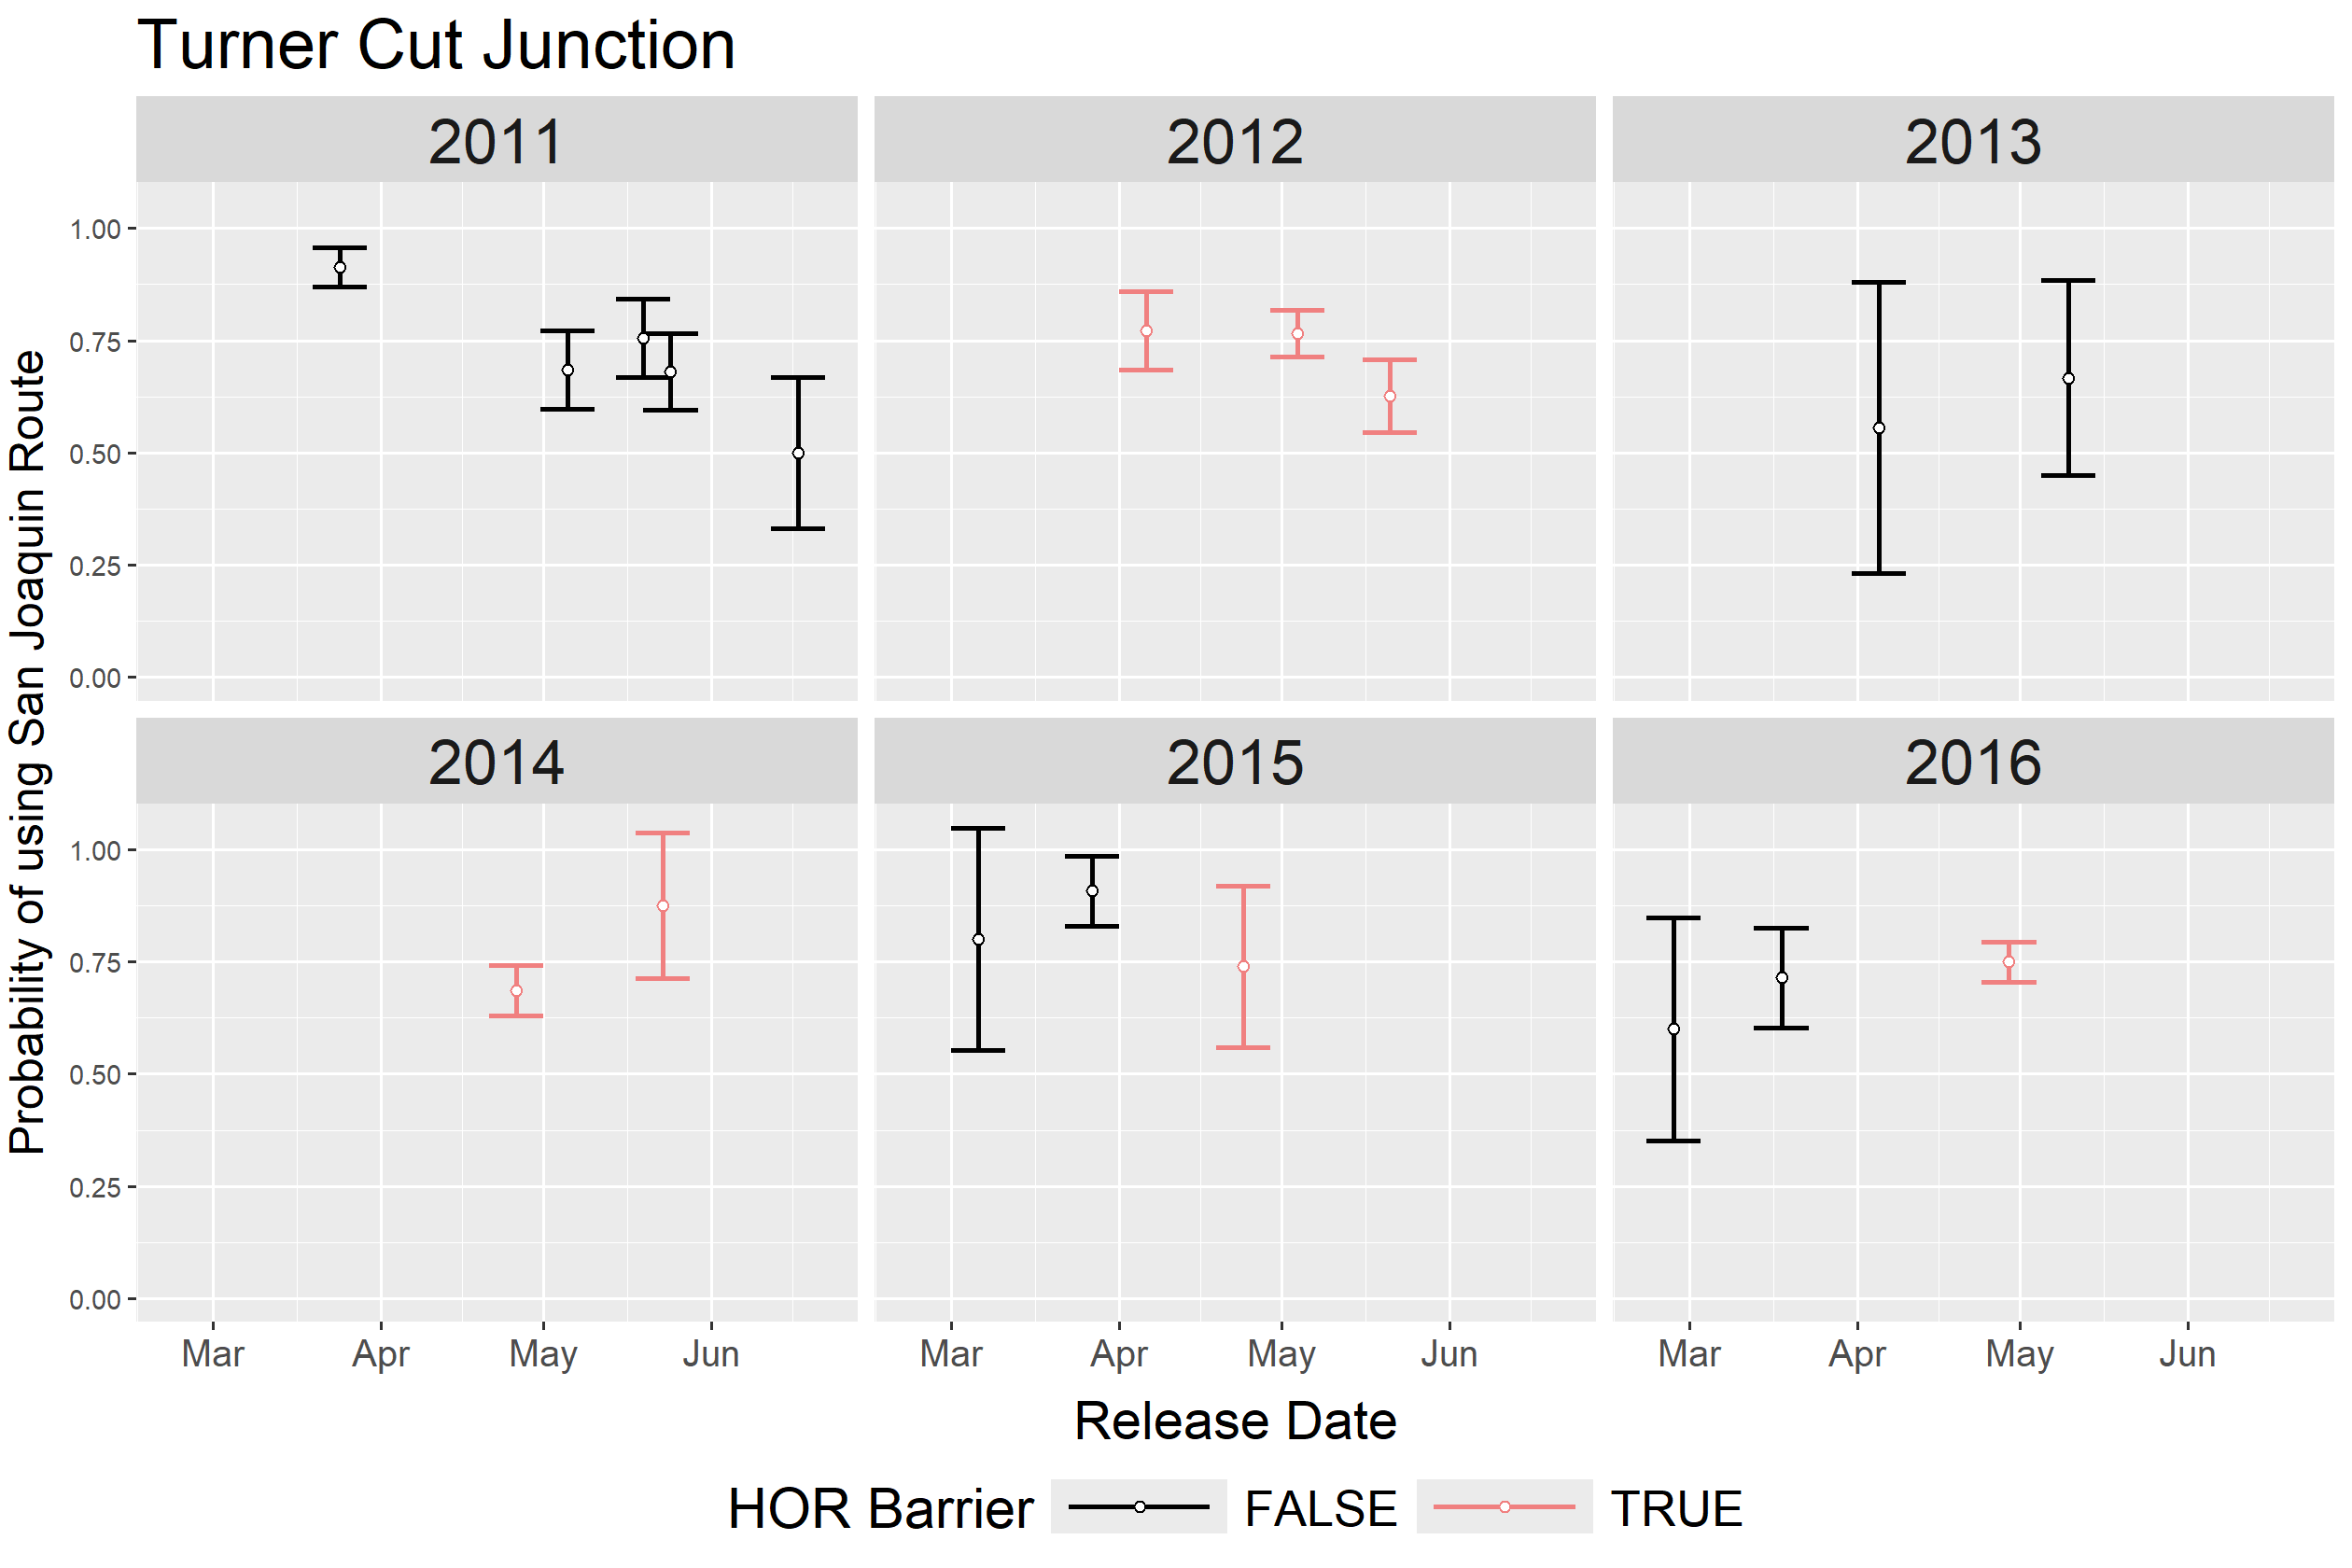 Turner Cut Junction
2011
2012
2013
1.00
0.75
0.50
0.25
0.00
Probability of using San Joaquin Route
2014
2015
2016
1.00
0.75
0.50
0.25
0.00
Mar Apr May Jun
Mar Apr May Jun
Mar Apr May Jun
Release Date
HOR Barrier FALSE TRUE